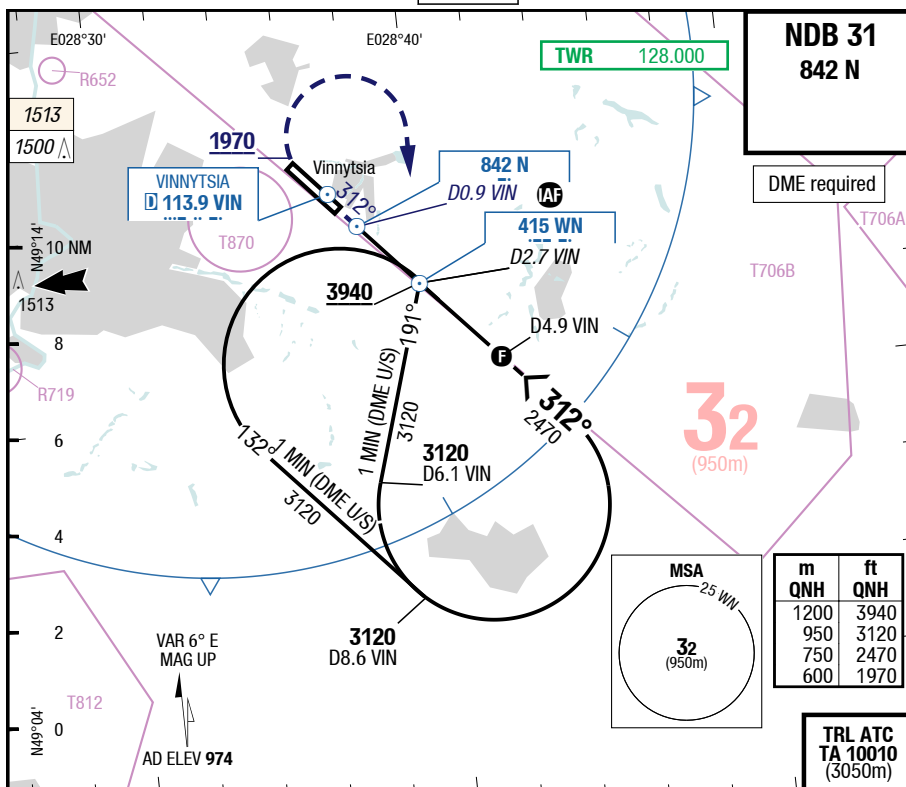 E028°30'
E028°40'
TWR 128.000
NDB 31
842 N
R652
1513
1500
1970
Vinnytsia
VINNYTSIA
D 113.9 VIN
312°
842 N
D0.9 VIN
IAF
415 WN
D2.7 VIN
DME required
T706A
T706B
T870
N49°14'
10 NM
1513
3940
191°
D4.9 VIN
F
8
R719
1 MIN (DME U/S)
3120
312°
2470
32
(950m)
6
132°
1 MIN (DME U/S)
3120
3120
D6.1 VIN
4
MSA
25 WN
32
(950m)
m ft
QNH QNH
1200 3940
950 3120
750 2470
600 1970
2
3120
D8.6 VIN
VAR 6° E
MAG UP
T812
N49°04'
0
AD ELEV 974
TRL ATC
TA 10010
(3050m)